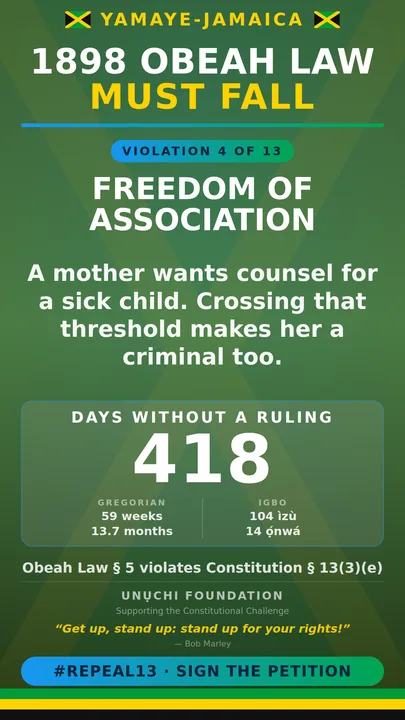 YAMAYE-JAMAICA
1898 OBEAH LAW
MUST FALL
VIOLATION 4 OF 13
FREEDOM OF
ASSOCIATION
A mother wants counsel for
a sick child. Crossing that
threshold makes her a
criminal too.
DAYS WITHOUT A RULING
418
GREGORIAN
59 weeks
13.7 months
IGBO
104 ìzù
14 ọ́nwá
Obeah Law § 5 violates Constitution § 13(3)(e)
UNỤCHI FOUNDATION
Supporting the Constitutional Challenge
“Get up, stand up: stand up for your rights!”
— Bob Marley
#REPEAL13 · SIGN THE PETITION